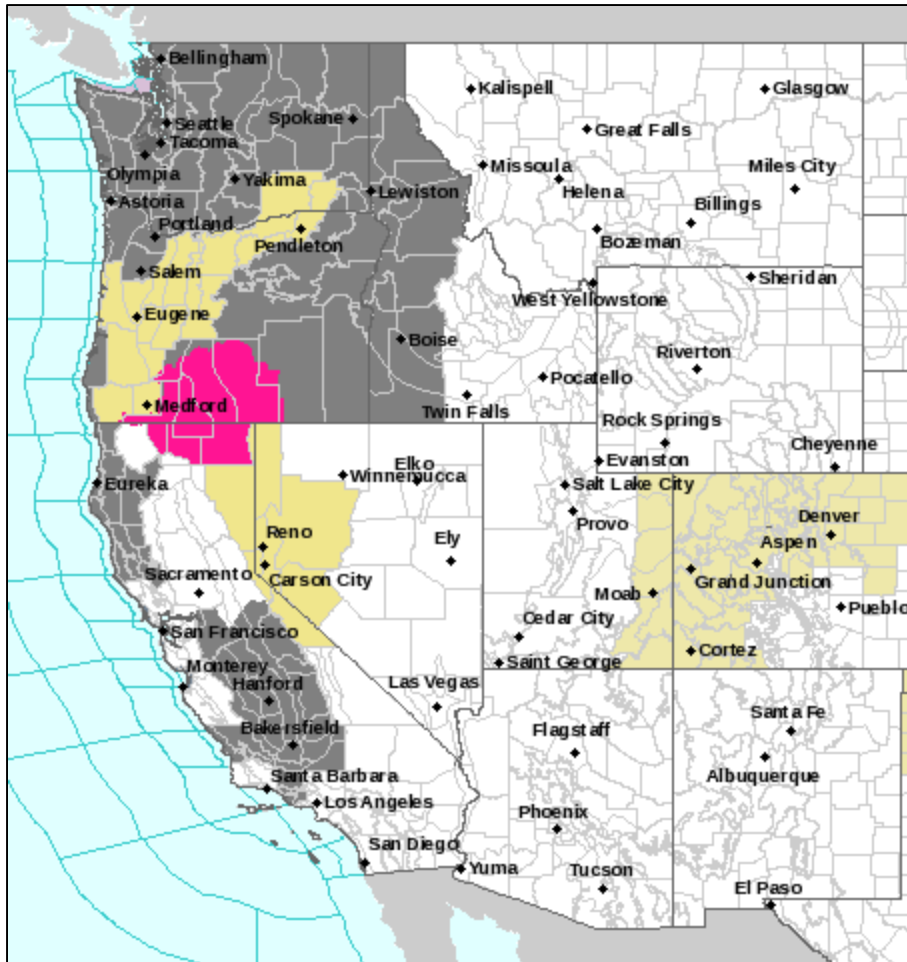 Bellingham
Kalispell
Glasgow
Seattle
Spokane
Great Falls
Tacoma
Missoula
Miles City
Olympia
Yakima
Lewiston
Helena
Astoria
Billings
Portland
Pendleton
Bozeman
Salem
Sheridan
West Yellowstone
Eugene
Boise
Riverton
Pocatello
Medford
Twin Falls
Rock Springs
Cheyenne
Evanston
Elko
Winnemucca
Eureka
Salt Lake City
Provo
Denver
Reno
Ely
Aspen
Sacramento
Carson City
Grand Junction
Moab
Pueblo
Cedar City
San Francisco
Cortez
Saint George
Monterey
Hanford
Las Vegas
Santa Fe
Bakersfield
Flagstaff
Albuquerque
Santa Barbara
Los Angeles
Phoenix
San Diego
Yuma
Tucson
El Paso